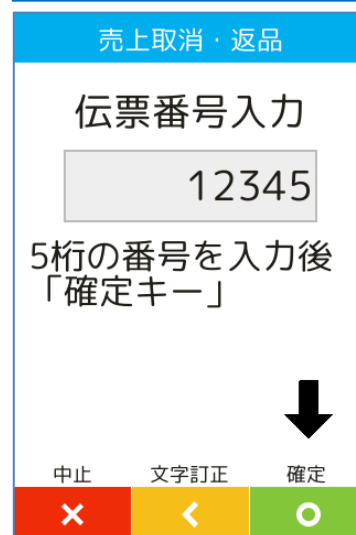 売上取消・返品
伝票番号入力
12345
5桁の番号を入力後
「確定キー」
中止 文字訂正 確定